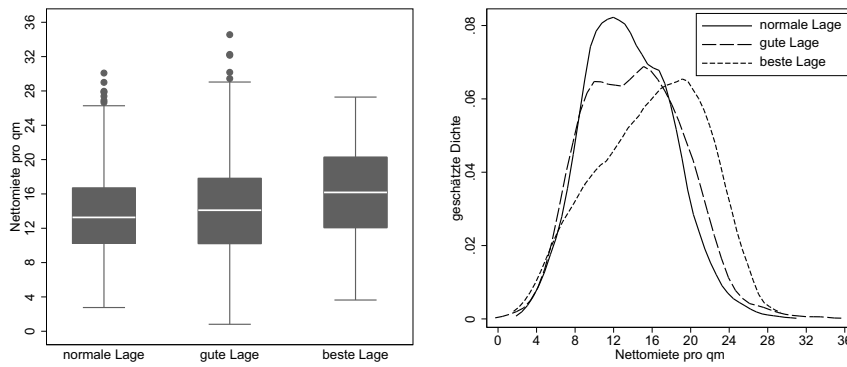 Nettomiete pro qm
36
32
28
24
20
16
12
8
4
0
normale Lage gute Lage beste Lage
geschätzte Dichte
.08
.06
.04
.02
0
normale Lage
gute Lage
beste Lage
0 4 8 12 16 20 24 28 32 36
Nettomiete pro qm